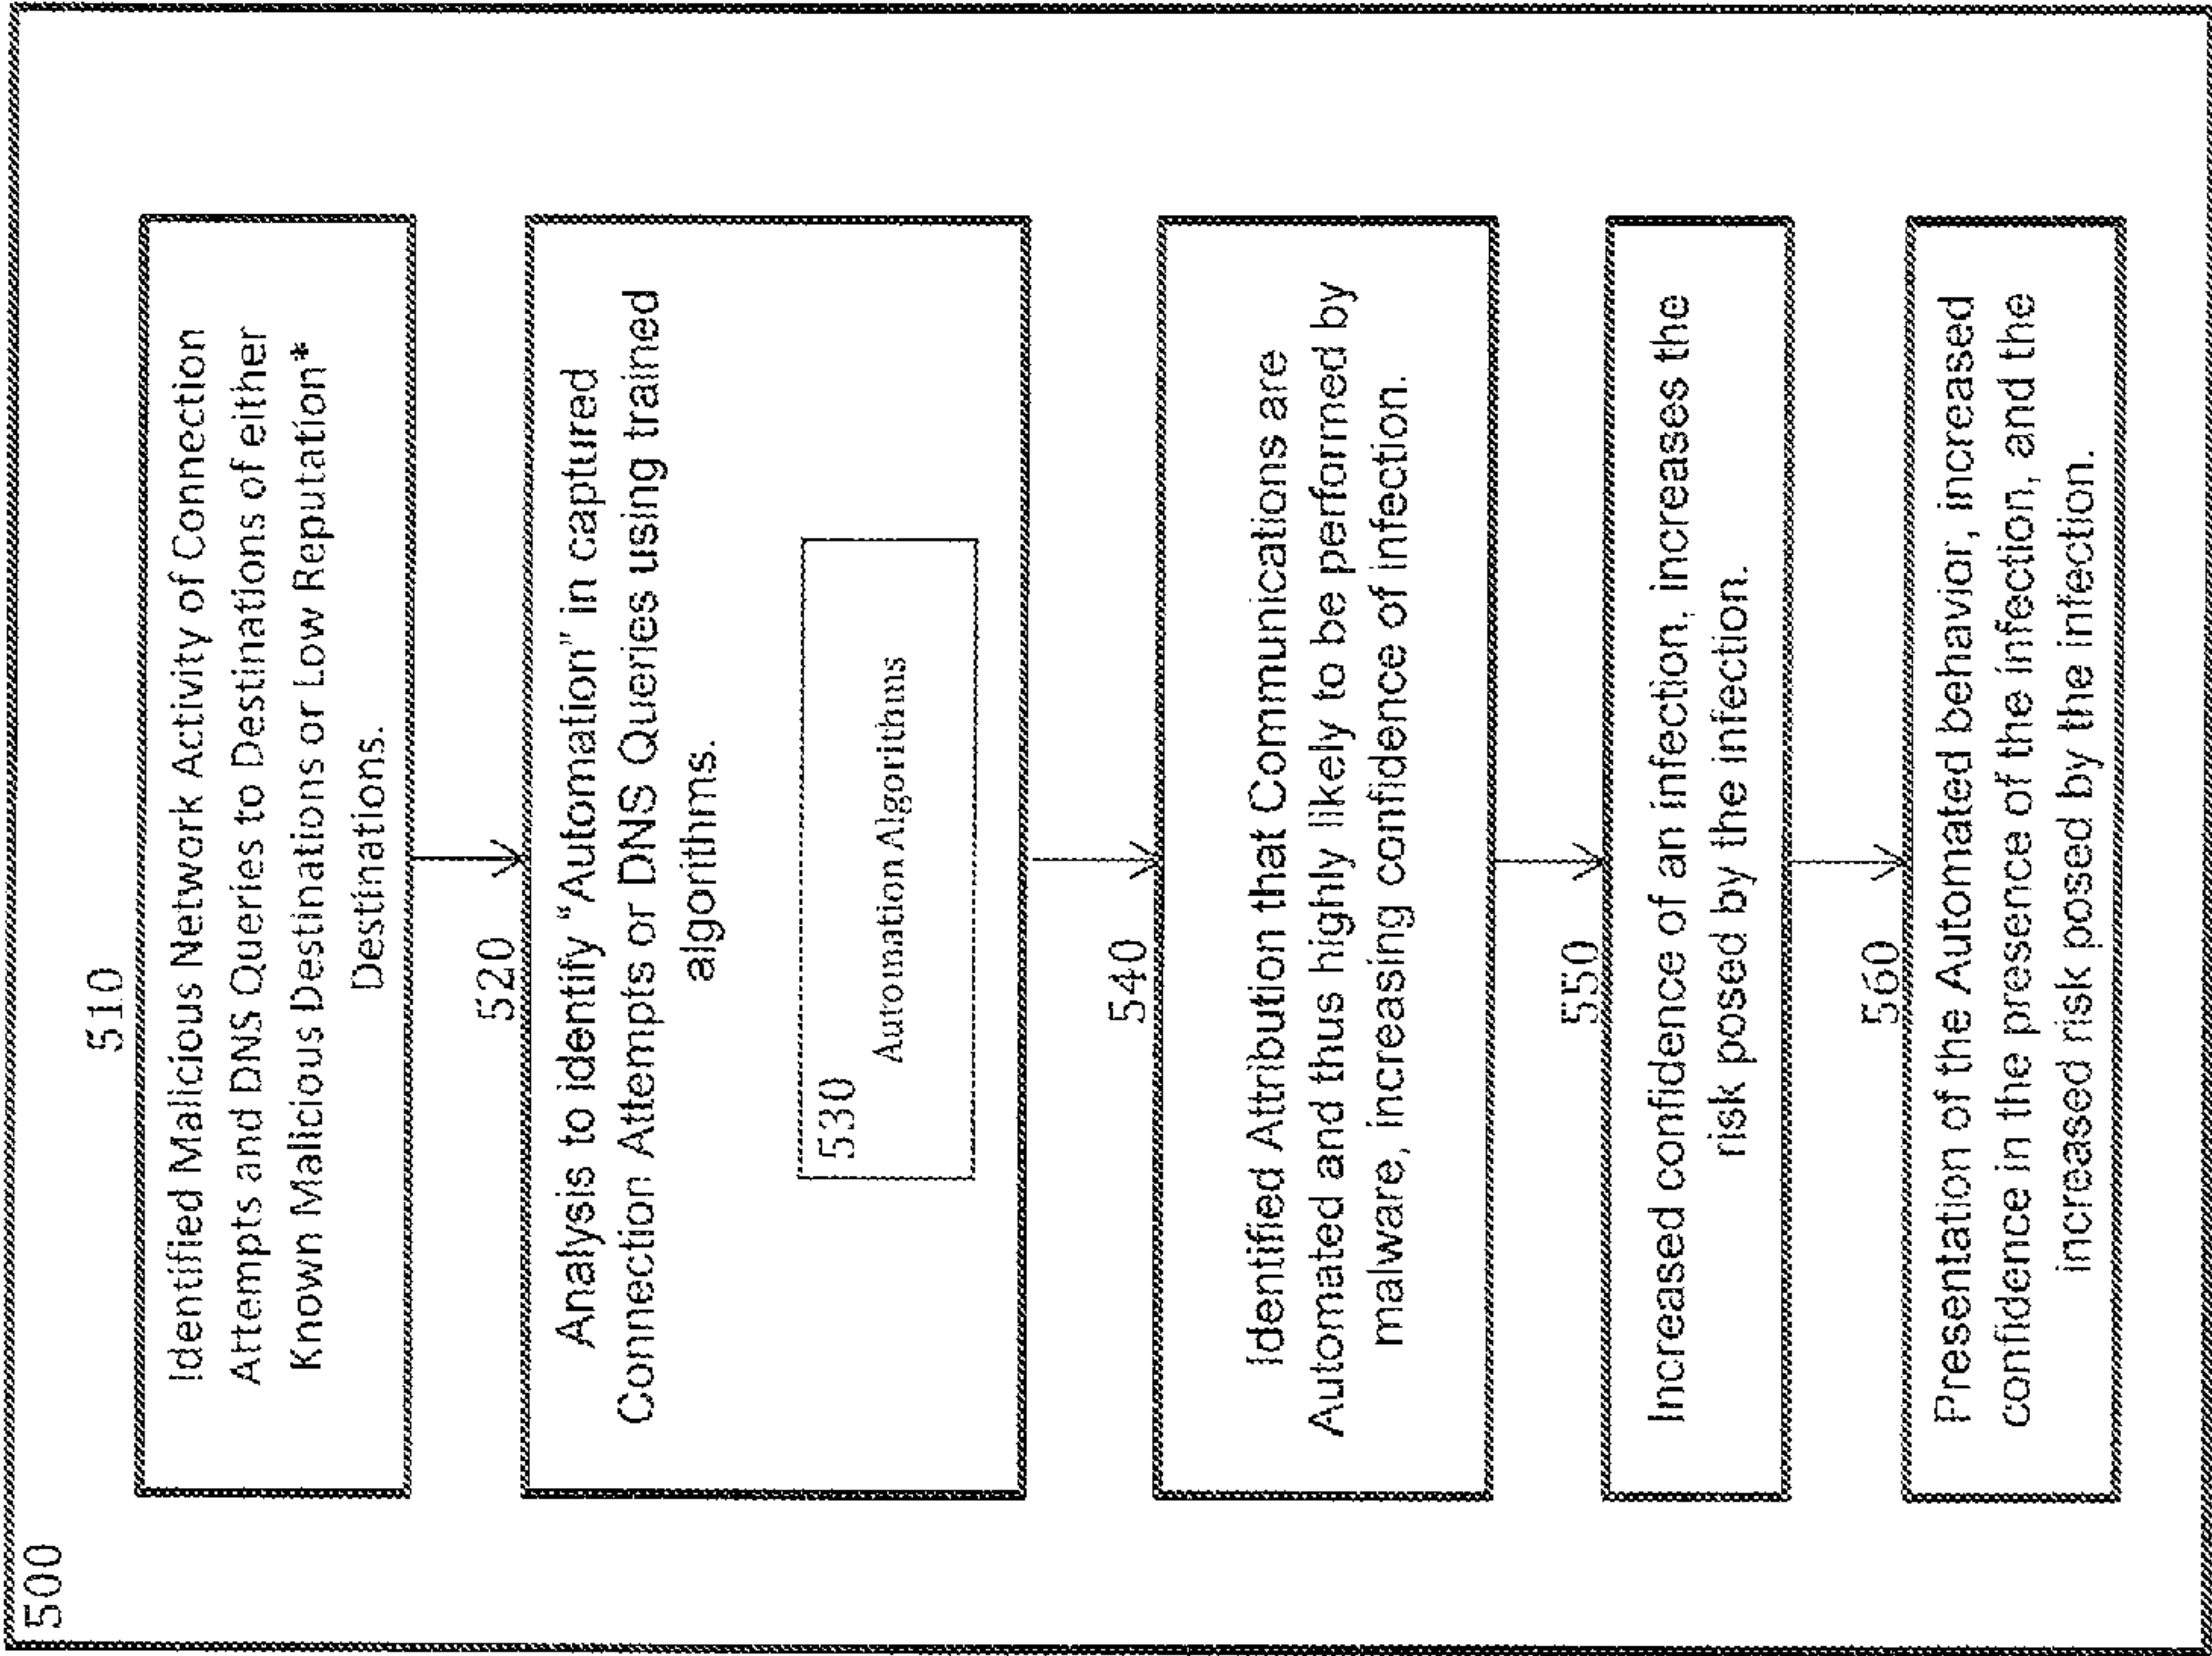 500
510
Identified Malicious Network Activity of Connection
Attempts and DNS Queries to Destinations of either
Known Malicious Destinations or Low Reputation*
Destinations.
520
Analysis to identify "Automation" in captured
Connection Attempts or DNS Queries using trained
algorithms.
530
Automation Algorithms
540
Identified Attribution that Communications are
Automated and thus highly likely to be performed by
malware, increasing confidence of infection.
550
Increased confidence of an infection, increases the
risk posed by the infection.
560
Presentation of the Automated behavior, increased
confidence in the presence of the infection, and the
increased risk posed by the infection.